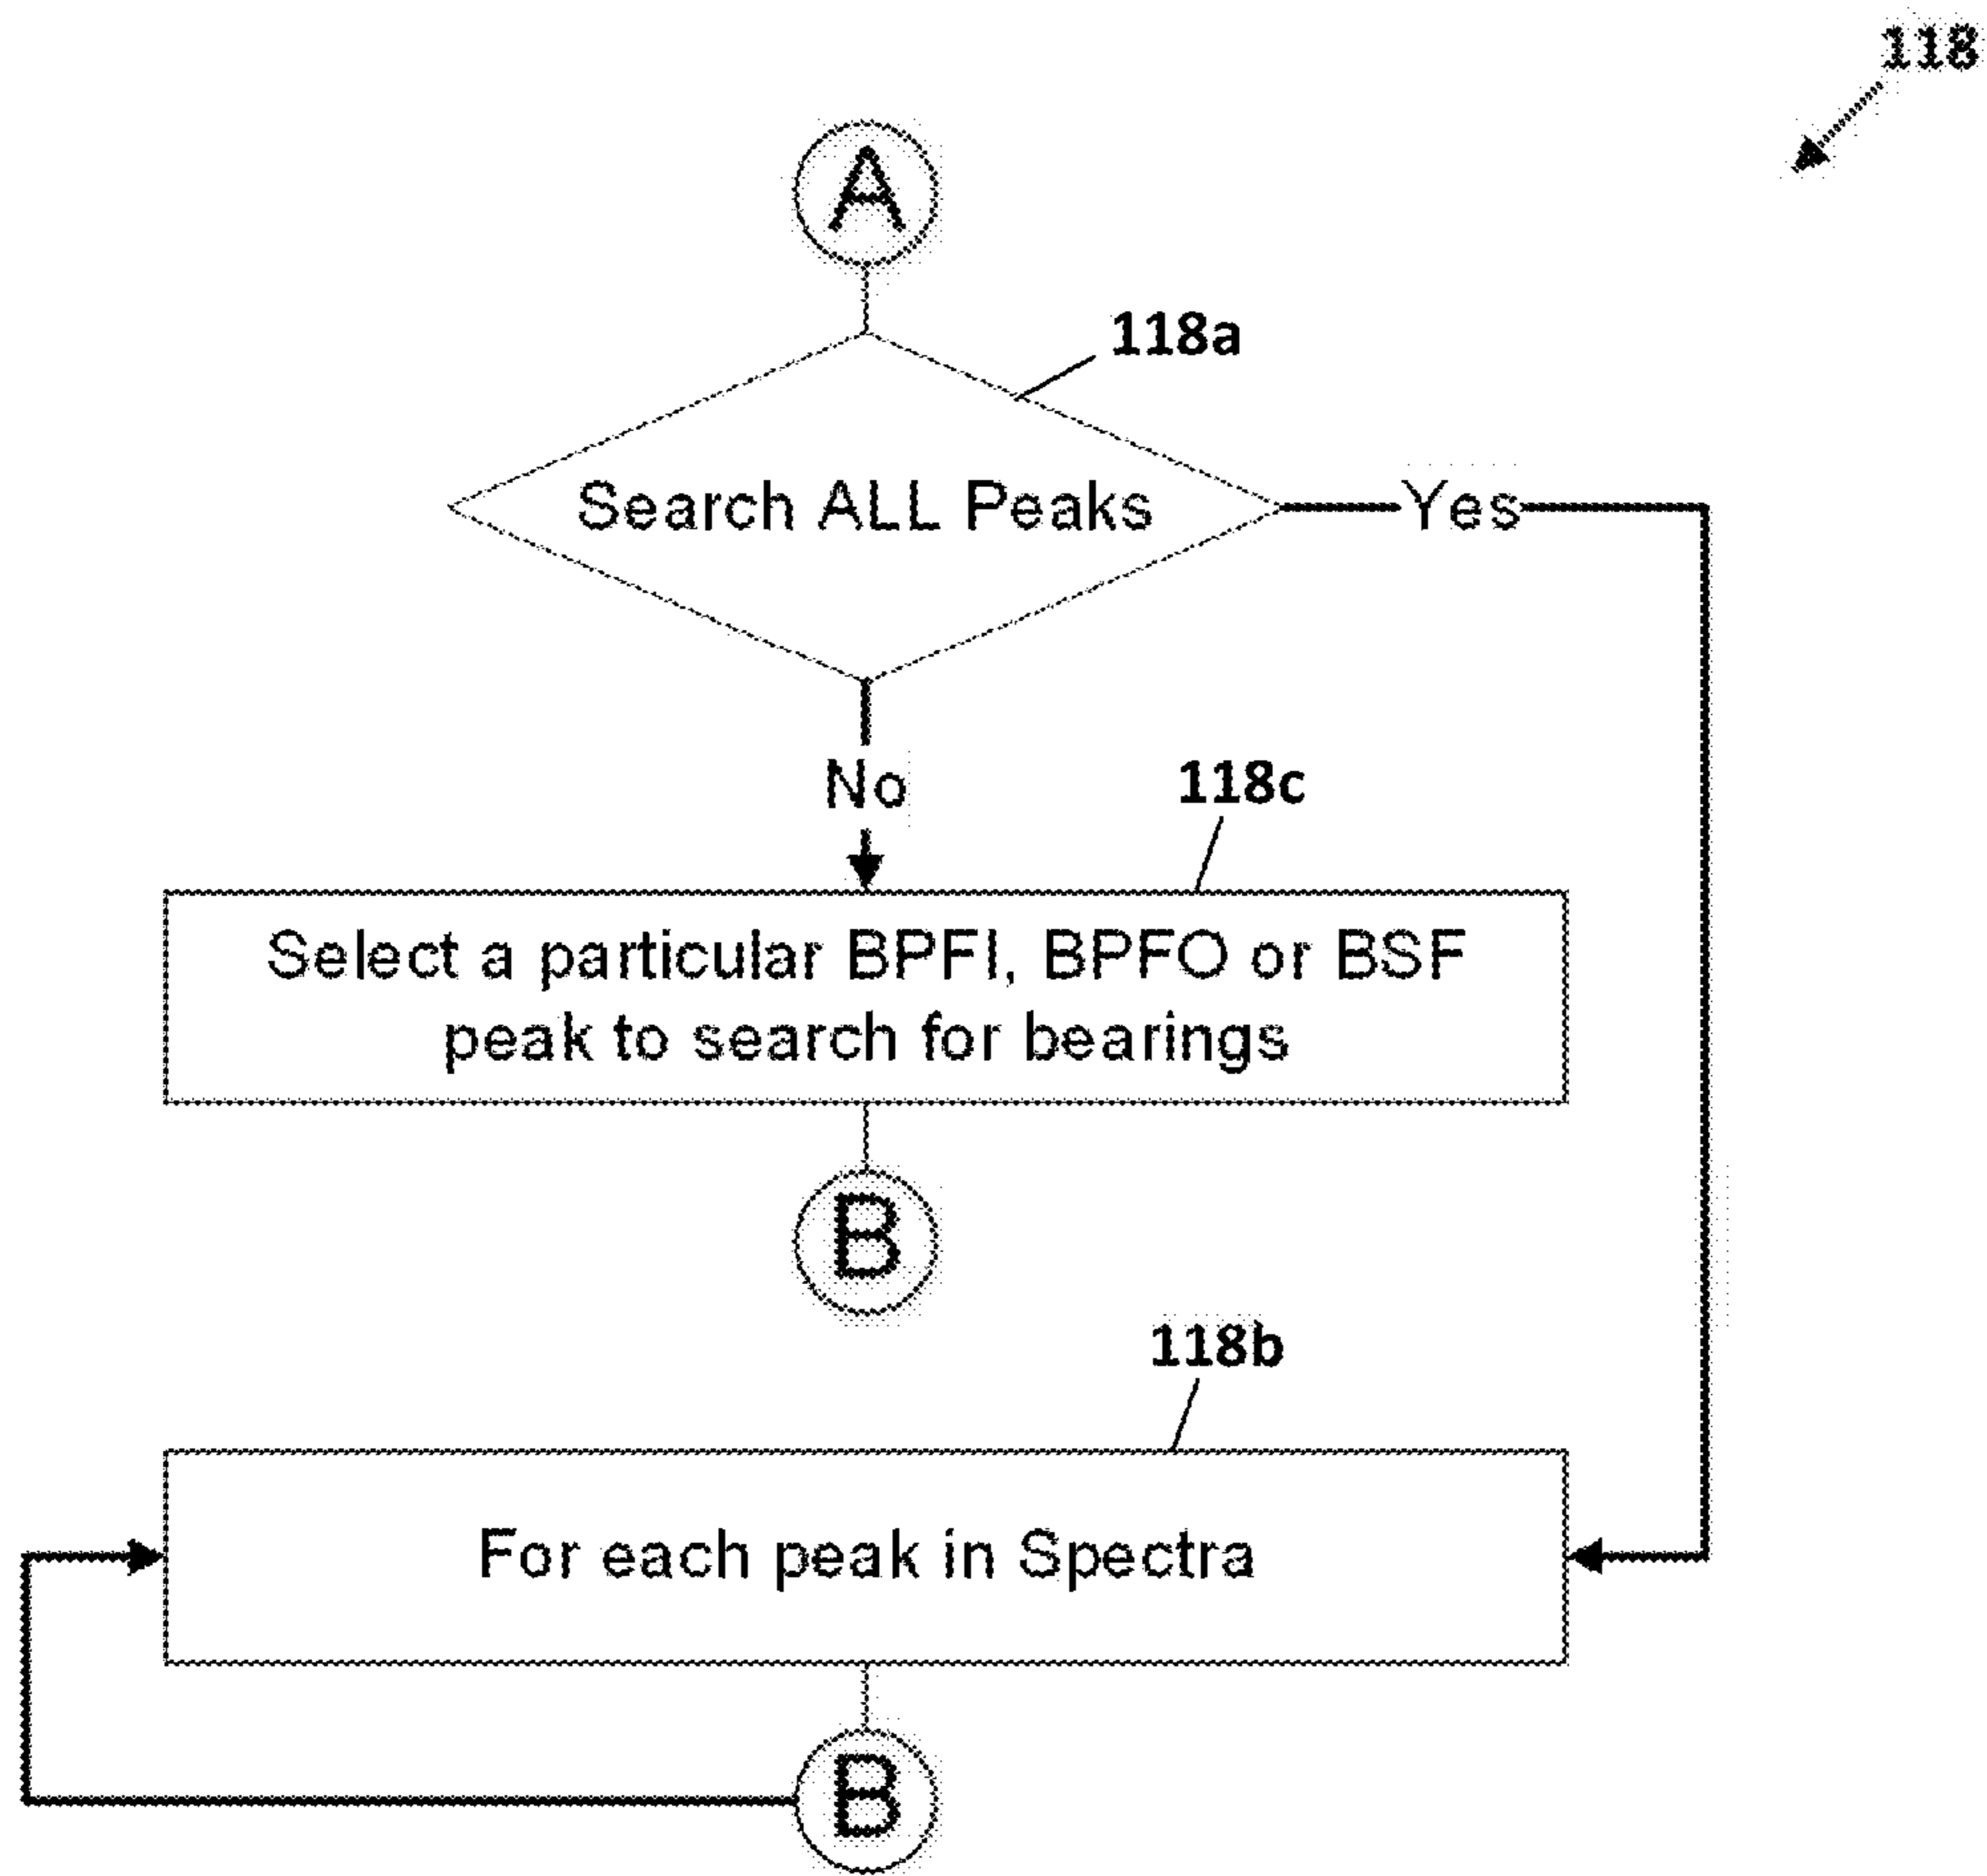 118
A
118a
Search ALL Peaks
Yes
No
118c
Select a particular BPFI, BPFO or BSF
peak to search for bearings
B
118b
For each peak in Spectra
B